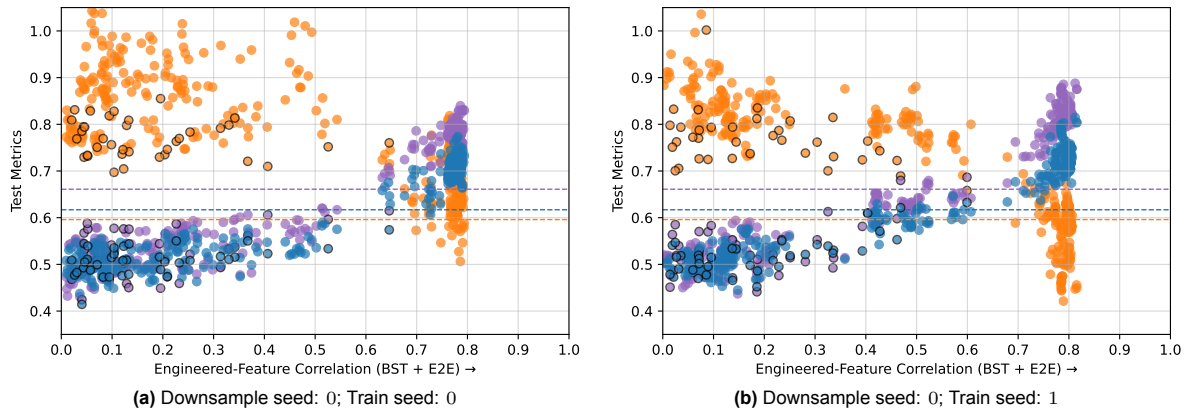 1.0
0.9
0.8
0.7
0.6
0.5
0.4
Test Metrics
0.0 0.1 0.2 0.3 0.4 0.5 0.6 0.7 0.8 0.9 1.0
Engineered-Feature Correlation (BST + E2E) →
(a) Downsample seed: 0; Train seed: 0
1.0
0.9
0.8
0.7
0.6
0.5
0.4
Test Metrics
0.0 0.1 0.2 0.3 0.4 0.5 0.6 0.7 0.8 0.9 1.0
Engineered-Feature Correlation (BST + E2E) →
(b) Downsample seed: 0; Train seed: 1